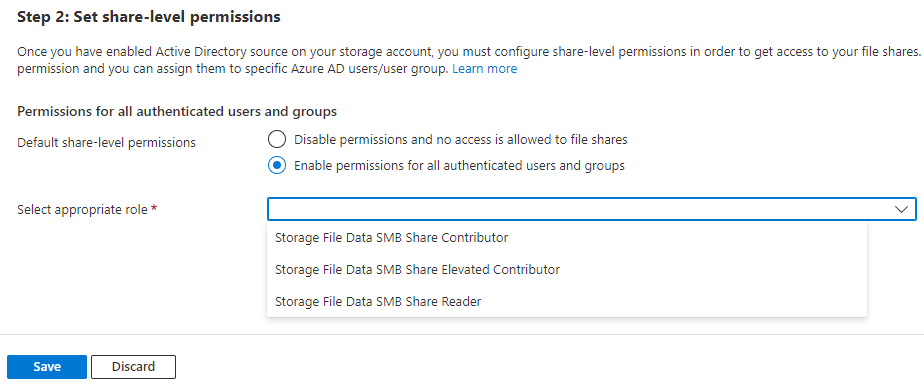 Step 2: Set share-level permissions
Once you have enabled Active Directory source on your storage account, you must configure share-level permissions in order to get access to your file shares.
permission and you can assign them to specific Azure AD users/user group. Learn more
Permissions for all authenticated users and groups
Default share-level permissions
Disable permissions and no access is allowed to file shares
Enable permissions for all authenticated users and groups
Select appropriate role *
Storage File Data SMB Share Contributor
Storage File Data SMB Share Elevated Contributor
Storage File Data SMB Share Reader
Save
Discard